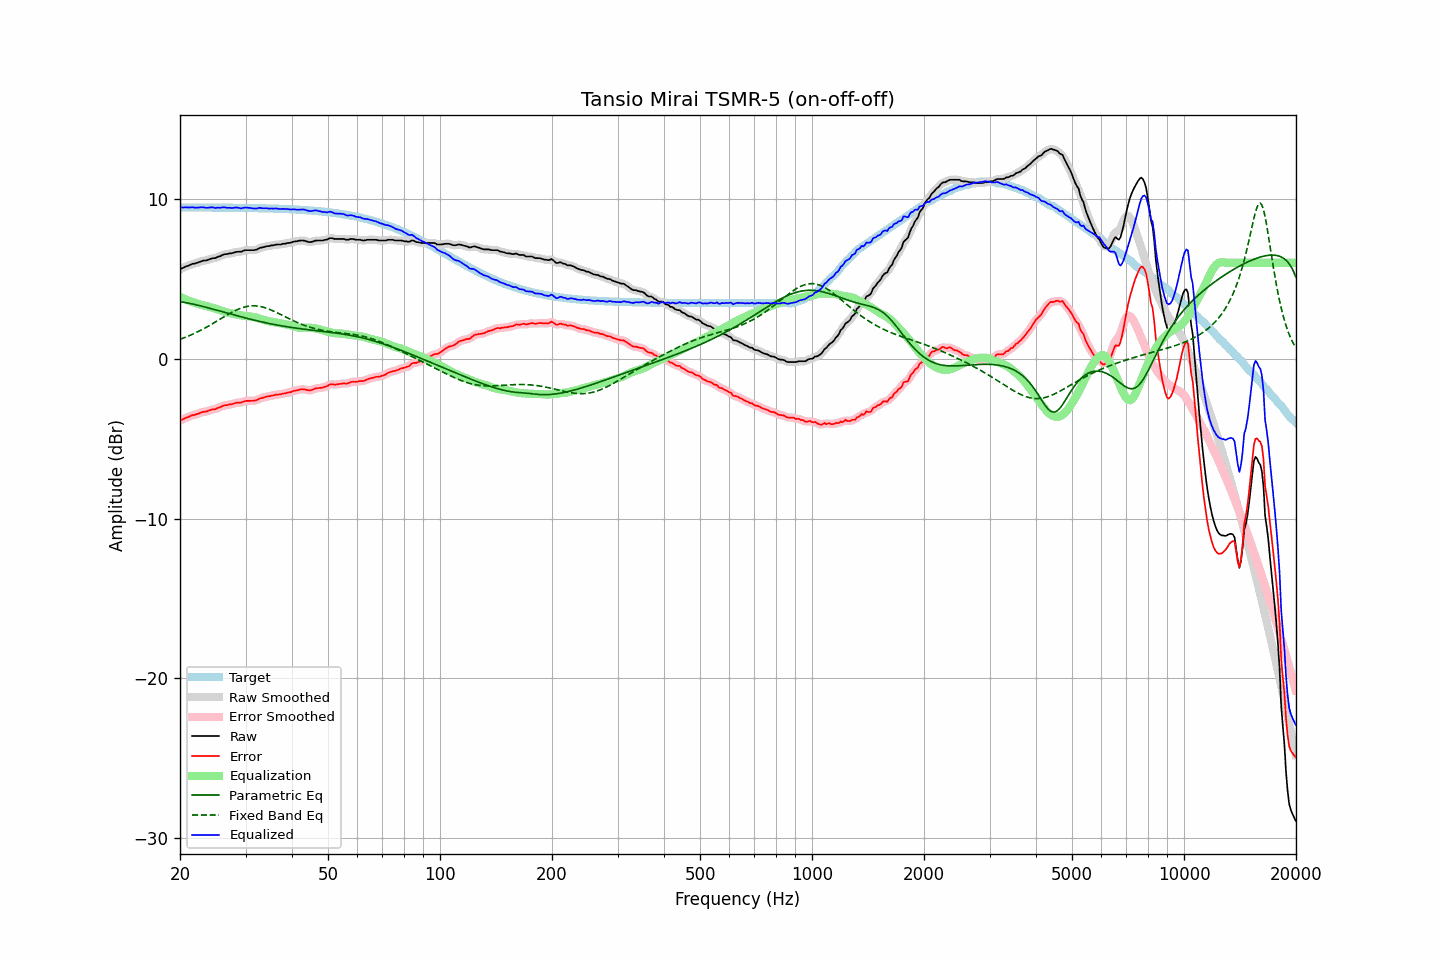 Tansio Mirai TSMR-5 (on-off-off)
Amplitude (dBr)
10
0
−10
−20
−30
Target
Raw Smoothed
Error Smoothed
Raw
Error
Equalization
Parametric Eq
Fixed Band Eq
Equalized
20 50 100 200 500 1000 2000 5000 10000 20000
Frequency (Hz)